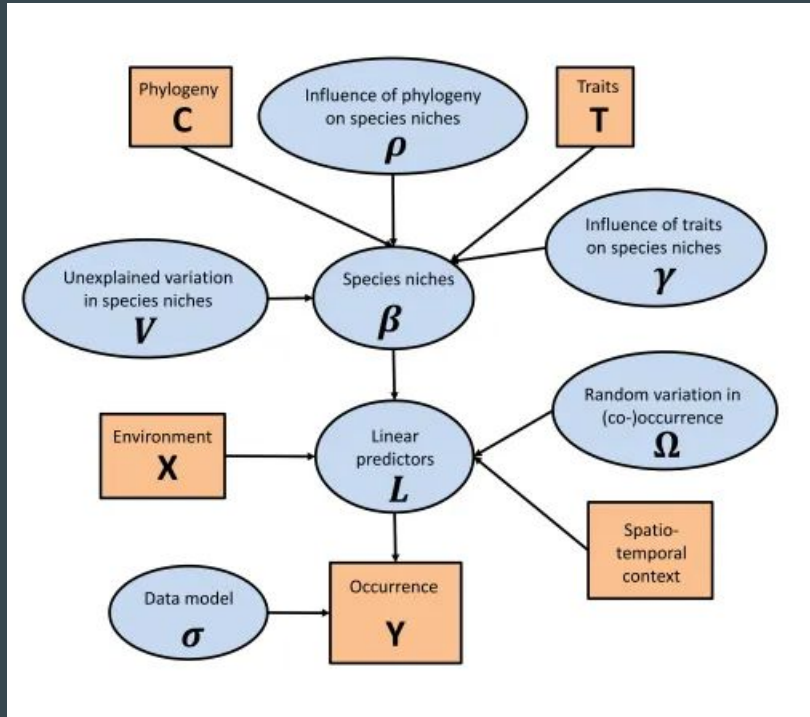 Phylogeny
C
Influence of phylogeny
on species niches
ρ
Traits
T
Influence of traits
on species niches
γ
Unexplained variation
in species niches
V
Species niches
β
Random variation in
(co-)occurrence
Ω
Environment
X
Linear
predictors
L
Spatio-
temporal
context
Data model
σ
Occurrence
Y